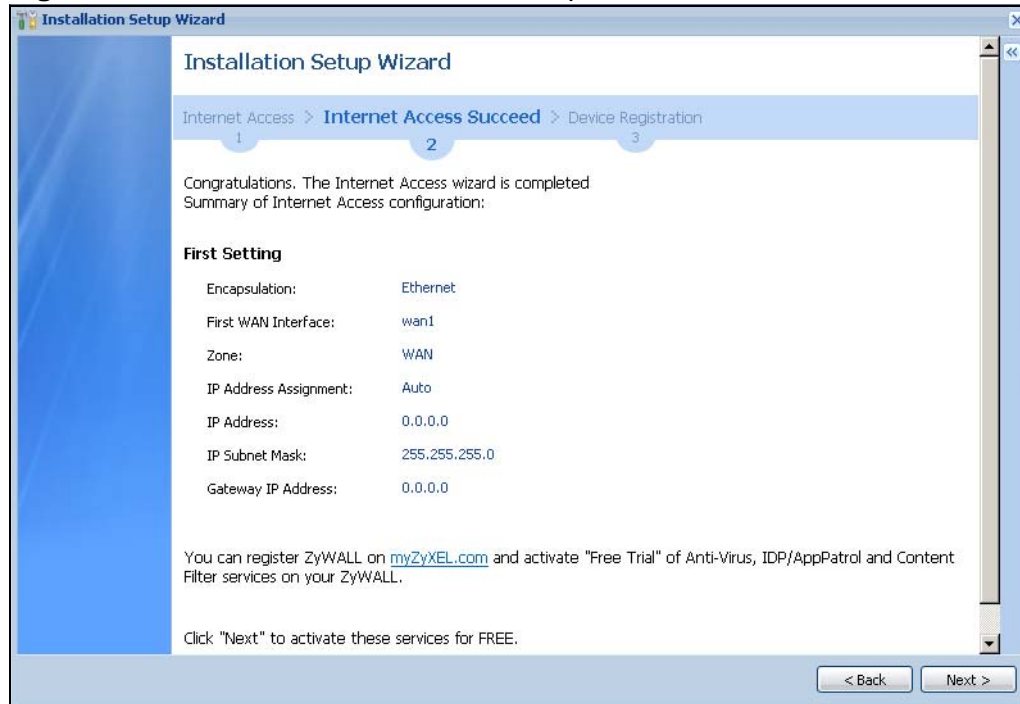 Installation Setup Wizard
Installation Setup Wizard
Internet Access > Internet Access Succeed > Device Registration
1 2 3
Congratulations. The Internet Access wizard is completed
Summary of Internet Access configuration:
First Setting
Encapsulation: Ethernet
First WAN Interface: wan1
Zone: WAN
IP Address Assignment: Auto
IP Address: 0.0.0.0
IP Subnet Mask: 255.255.255.0
Gateway IP Address: 0.0.0.0
You can register ZyWALL on myZyXEL.com and activate "Free Trial" of Anti-Virus, IDP/AppPatrol and Content
Filter services on your ZyWALL.
Click "Next" to activate these services for FREE.
< Back Next >